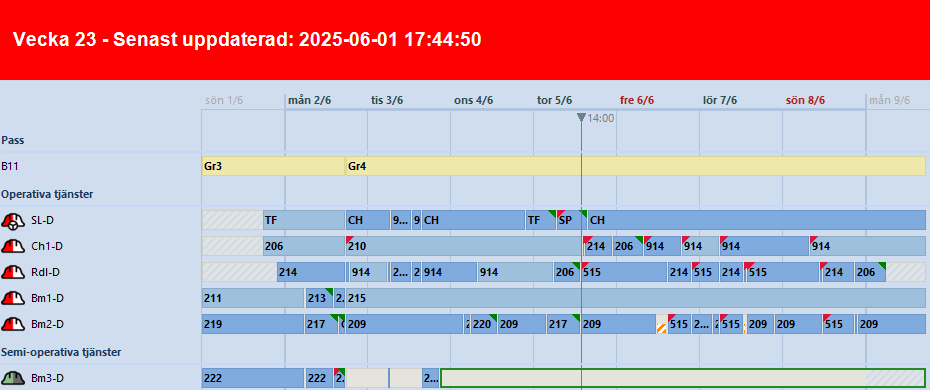 Vecka 23 - Senast uppdaterad: 2025-06-01 17:44:50
sön 1/6 mån 2/6 tis 3/6 ons 4/6 tor 5/6 fre 6/6 lör 7/6 sön 8/6 mån 9/6
14:00
Pass
B11 Gr3 Gr4
Operativa tjänster
SL-D TF CH 9... 9 CH TF SP CH
Ch1-D 206 210 214 206 914 914 914 914
Rdl-D 214 914 2... 2 914 914 206 515 214 515 214 515 214 206
Bm1-D 211 213 2. 215
Bm2-D 219 217 209 2 220 209 217 209 515 2... 515 209 209 515 209
Semi-operativa tjänster
Bm3-D 222 222 2. 2...